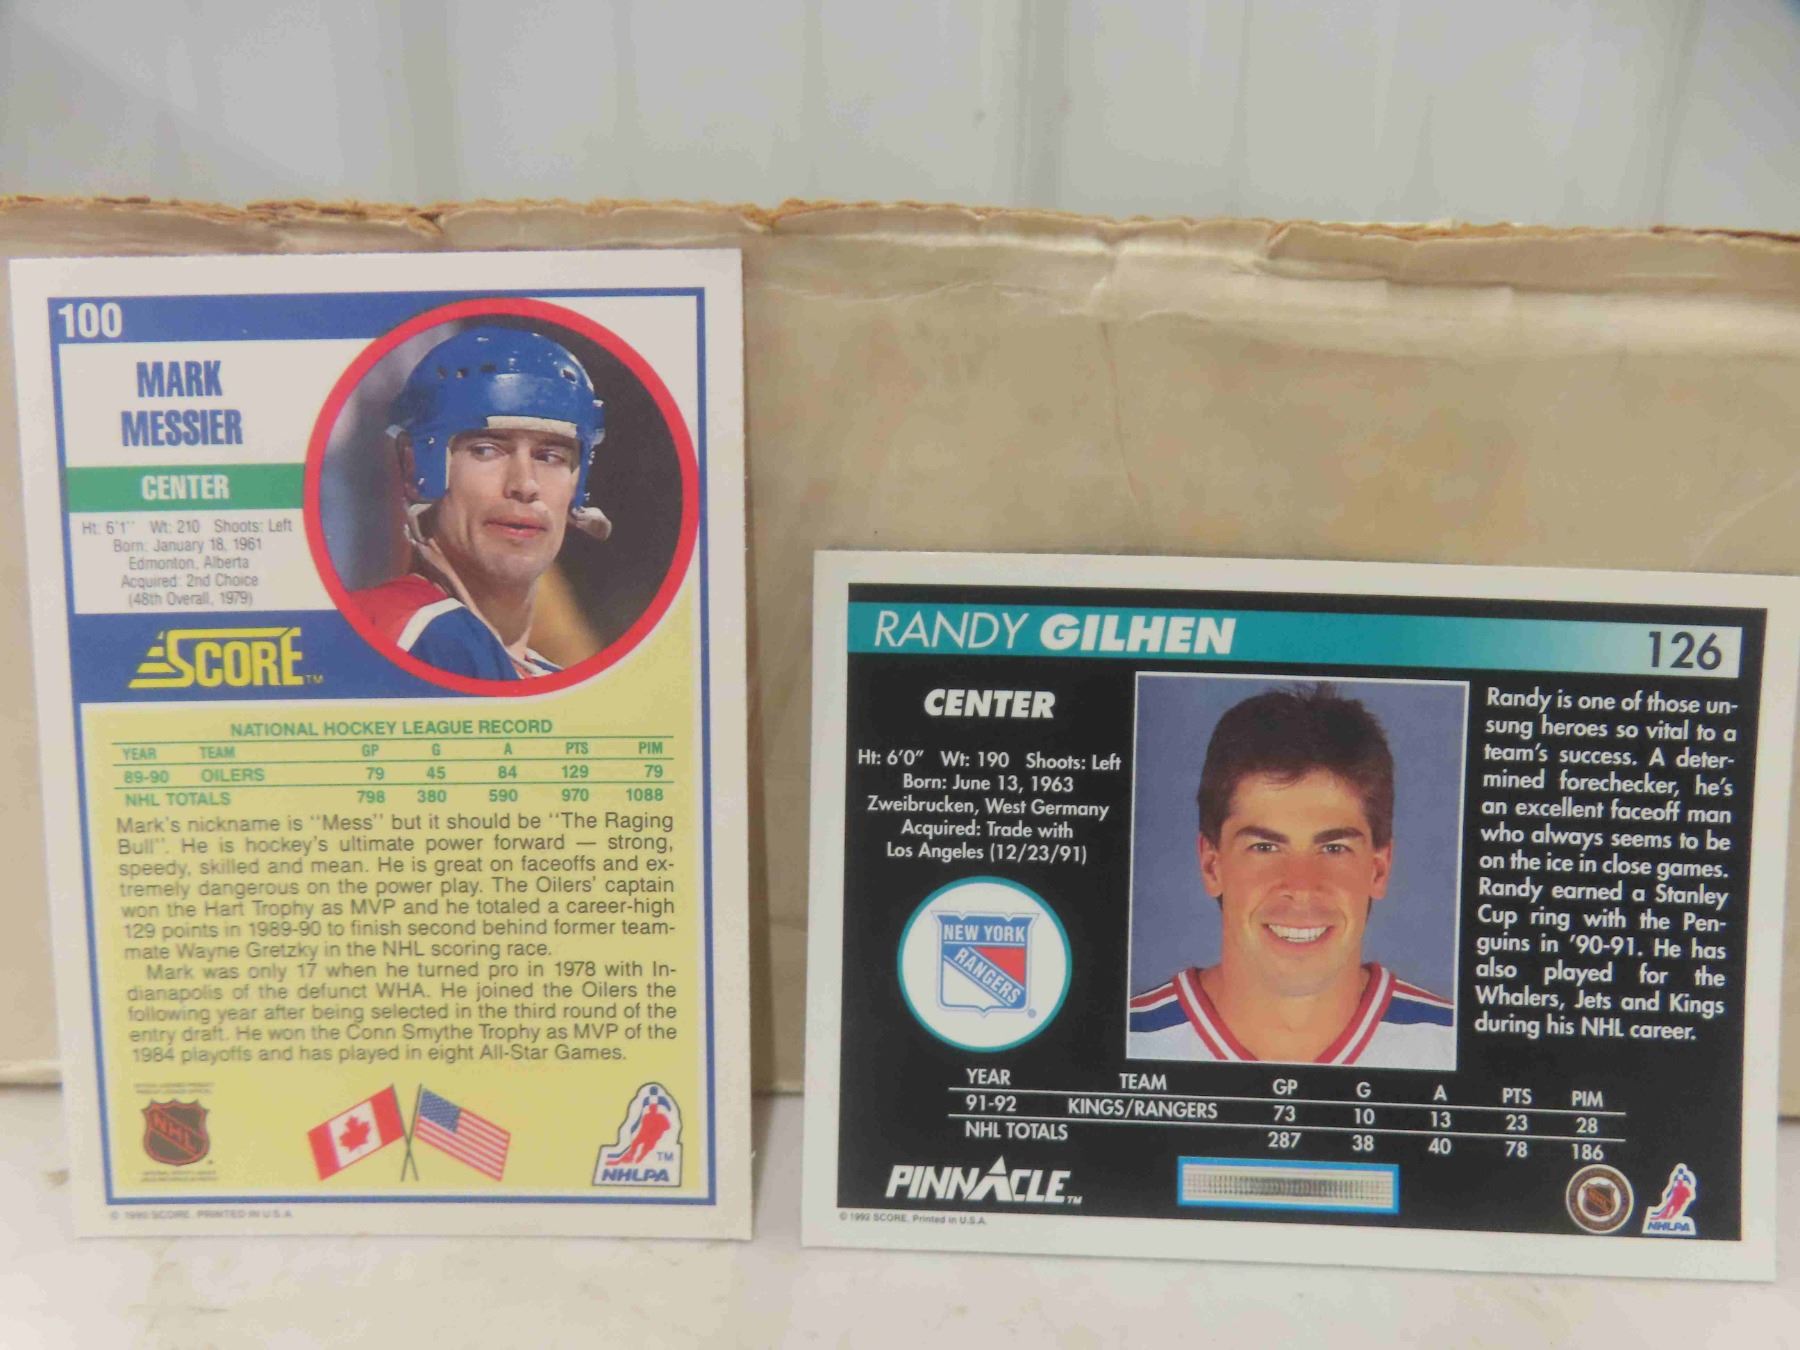 100
MARK
MESSIER
CENTER
Ht: 6'1'' Wt: 210 Shoots: Left
Born: January 18, 1961
Edmonton, Alberta
Acquired: 2nd Choice
(48th Overall, 1979)
SCORE TM
NATIONAL HOCKEY LEAGUE RECORD
YEAR TEAM GP G A PTS PIM
89-90 OILERS 79 45 84 129 79
NHL TOTALS 798 380 590 970 1088
Mark's nickname is ''Mess'' but it should be ''The Raging
Bull''. He is hockey's ultimate power forward — strong,
speedy, skilled and mean. He is great on faceoffs and ex-
tremely dangerous on the power play. The Oilers' captain
won the Hart Trophy as MVP and he totaled a career-high
129 points in 1989-90 to finish second behind former team-
mate Wayne Gretzky in the NHL scoring race.
Mark was only 17 when he turned pro in 1978 with In-
dianapolis of the defunct WHA. He joined the Oilers the
following year after being selected in the third round of the
entry draft. He won the Conn Smythe Trophy as MVP of the
1984 playoffs and has played in eight All-Star Games.
NHL
TM
NHLPA
© 1990 SCORE, PRINTED IN U.S.A.
RANDY GILHEN 126
CENTER
Ht: 6'0" Wt: 190 Shoots: Left
Born: June 13, 1963
Zweibrucken, West Germany
Acquired: Trade with
Los Angeles (12/23/91)
NEW YORK
RANGERS
®
Randy is one of those un-
sung heroes so vital to a
team's success. A deter-
mined forechecker, he's
an excellent faceoff man
who always seems to be
on the ice in close games.
Randy earned a Stanley
Cup ring with the Pen-
guins in '90-91. He has
also played for the
Whalers, Jets and Kings
during his NHL career.
YEAR TEAM GP G A PTS PIM
91-92 KINGS/RANGERS 73 10 13 23 28
NHL TOTALS 287 38 40 78 186
PINNACLE TM
NHL
NHLPA
© 1992 SCORE, Printed in U.S.A.